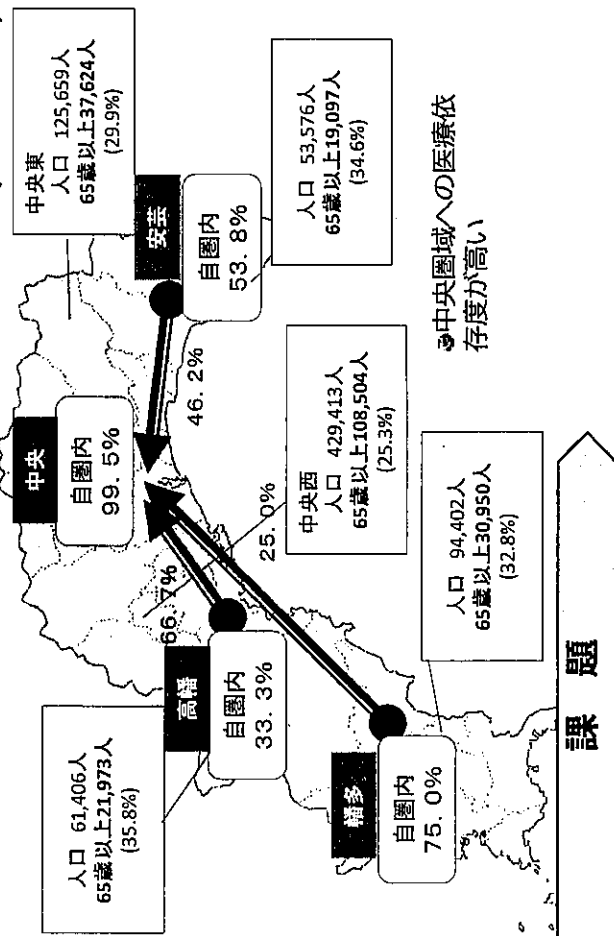 中央東
人口 125,659人
65歳以上37,624人
(29.9%)
中央
自圏内
99.5%
安芸
自圏内
53.8%
46.2%
人口 53,576人
65歳以上19,097人
(34.6%)
人口 61,406人
65歳以上21,973人
(35.8%)
高幡
自圏内
33.3%
66.7%
25.0%
中央西
人口 429,413人
65歳以上108,504人
(25.3%)
幡多
自圏内
75.0%
人口 94,402人
65歳以上30,950人
(32.8%)
中央圏域への医療依
存度が高い
課題